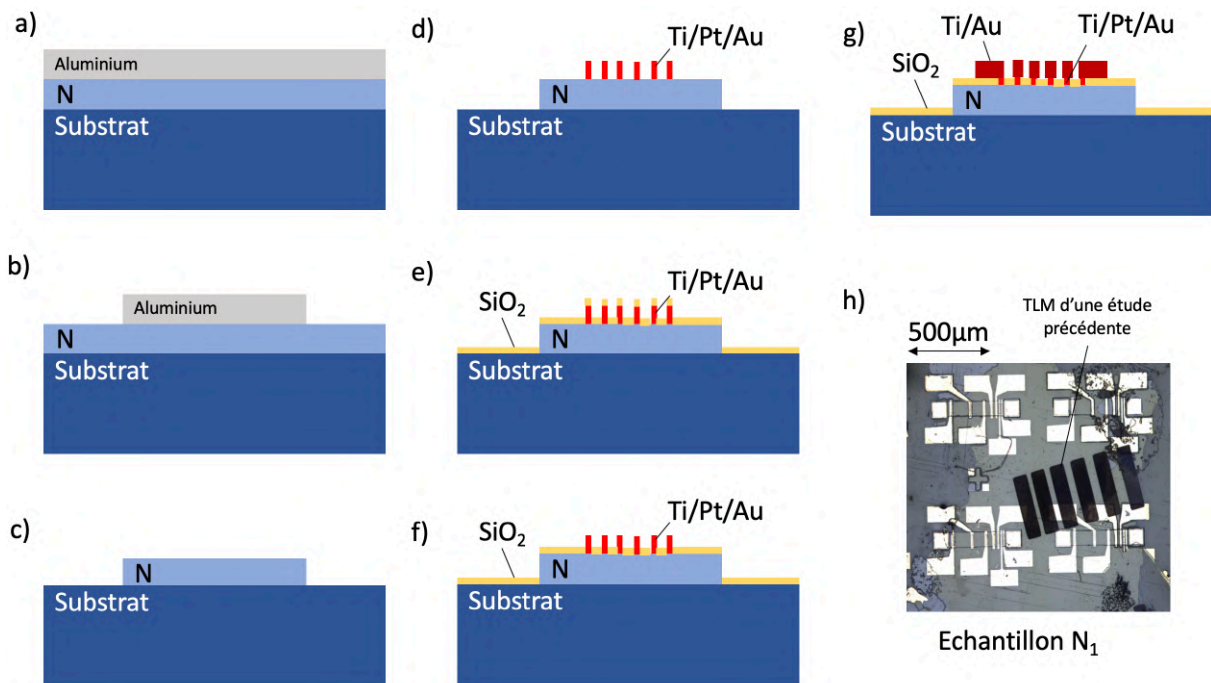 a)
Aluminium
N
Substrat
b)
Aluminium
N
Substrat
c)
N
Substrat
d)
Ti/Pt/Au
N
Substrat
e)
Ti/Pt/Au
SiO₂
N
Substrat
f)
Ti/Pt/Au
SiO₂
N
Substrat
g)
Ti/Au
Ti/Pt/Au
SiO₂
N
Substrat
h)
TLM d'une étude
précédente
500μm
Echantillon N₁